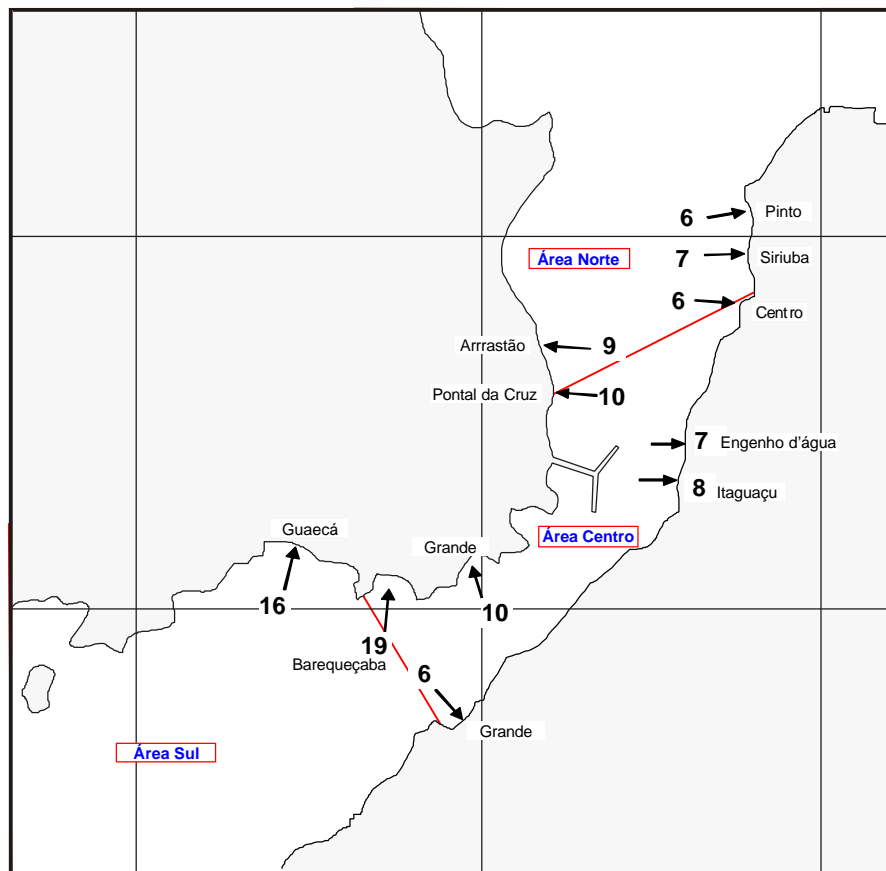 6
Pinto
Área Norte
7
Siriuba
6
Centro
Arrrastão
9
Pontal da Cruz
10
7
Engenho d'água
8
Itaguaçu
Guaecá
Grande
Área Centro
16
10
19
Barequeçaba
6
Grande
Área Sul